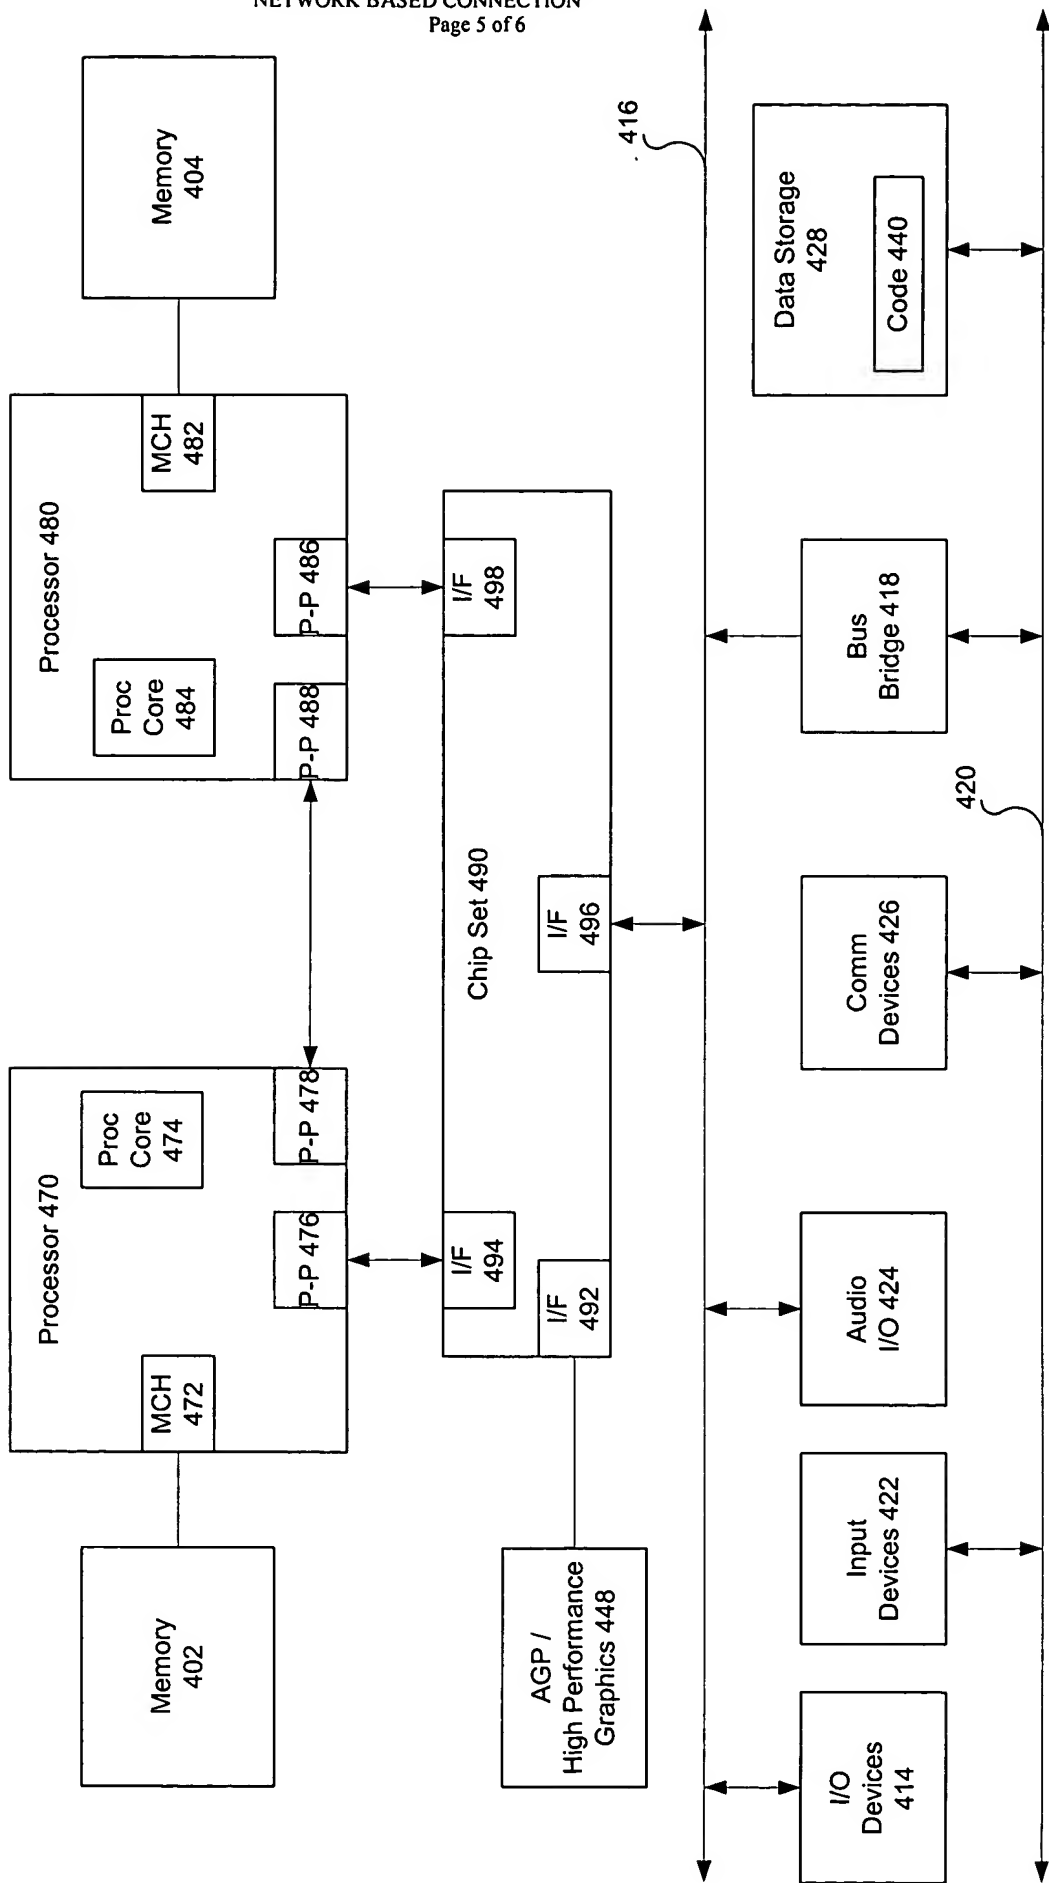 NETWORK BASED CONNECTION
Page 5 of 6
Memory
402
MCH
472
Processor 470
Proc
Core
474
P-P 476
P-P 478
Processor 480
Proc
Core
484
P-P 488
P-P 486
MCH
482
Memory
404
AGP /
High Performance
Graphics 448
I/F
492
I/F
494
Chip Set 490
I/F
496
I/F
498
416
I/O
Devices
414
Input
Devices 422
Audio
I/O 424
Comm
Devices 426
Bus
Bridge 418
Data Storage
428
Code 440
420